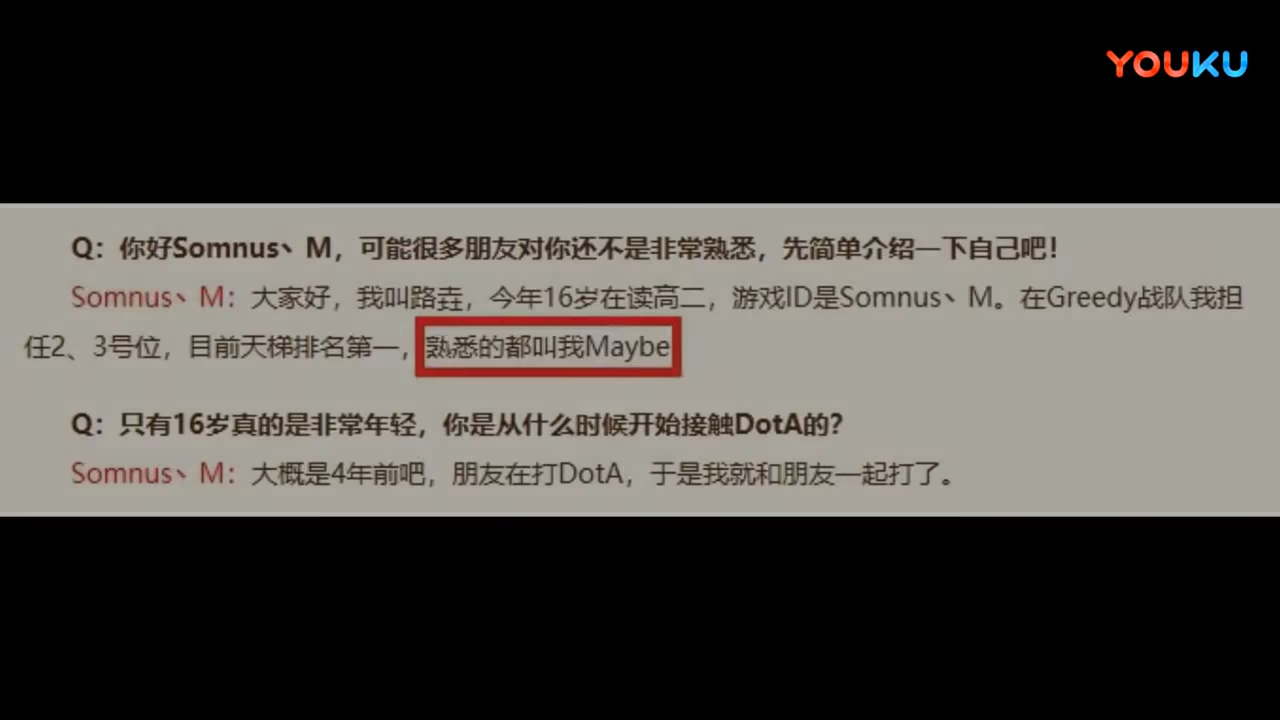 YOUKU
Q：你好Somnus丶M，可能很多朋友对你还不是非常熟悉，先简单介绍一下自己吧！
Somnus丶M：大家好，我叫路垚，今年16岁在读高二，游戏ID是Somnus丶M。在Greedy战队我担
任2、3号位，目前天梯排名第一，熟悉的都叫我Maybe
Q：只有16岁真的是非常年轻，你是从什么时候开始接触DotA的？
Somnus丶M：大概是4年前吧，朋友在打DotA，于是我就和朋友一起打了。